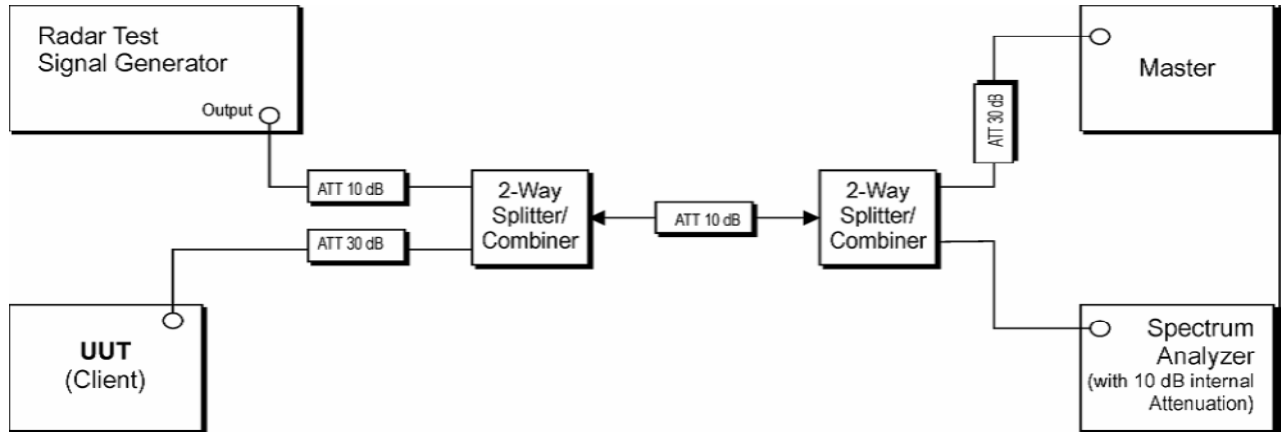 Radar Test
Signal Generator
Output
ATT 10 dB
2-Way
Splitter/
Combiner
ATT 30 dB
UUT
(Client)
ATT 10 dB
2-Way
Splitter/
Combiner
ATT 30 dB
Master
Spectrum
Analyzer
(with 10 dB internal
Attenuation)